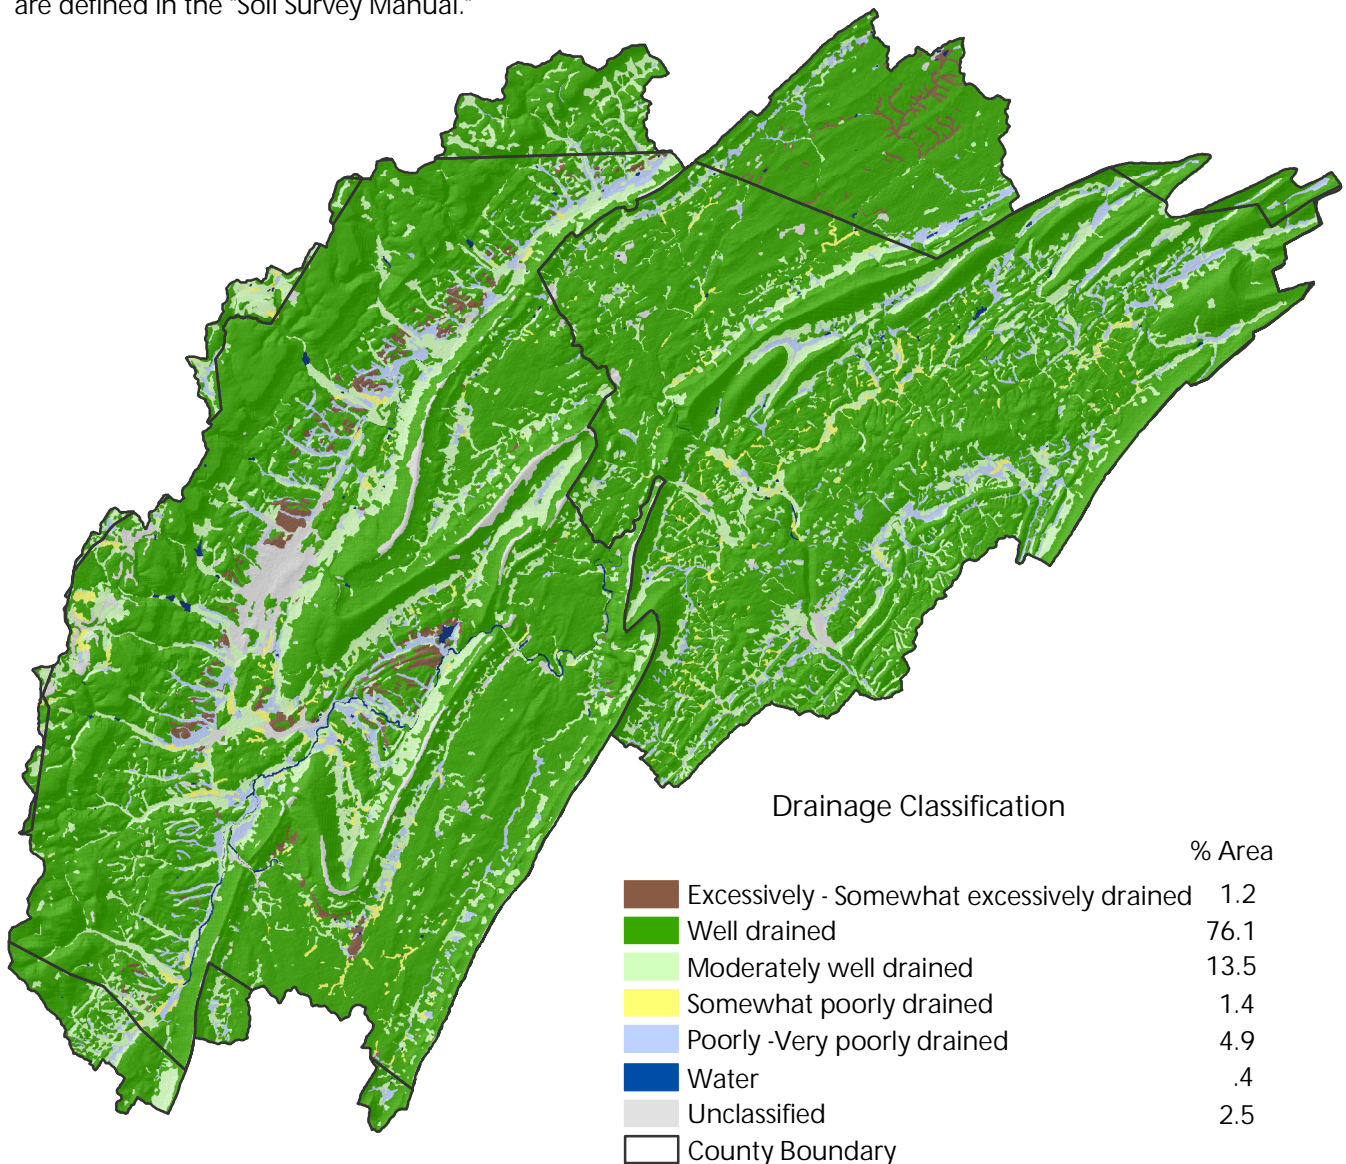 are defined in the "Soil Survey Manual."
Drainage Classification
% Area
Excessively - Somewhat excessively drained 1.2
Well drained 76.1
Moderately well drained 13.5
Somewhat poorly drained 1.4
Poorly -Very poorly drained 4.9
Water .4
Unclassified 2.5
County Boundary